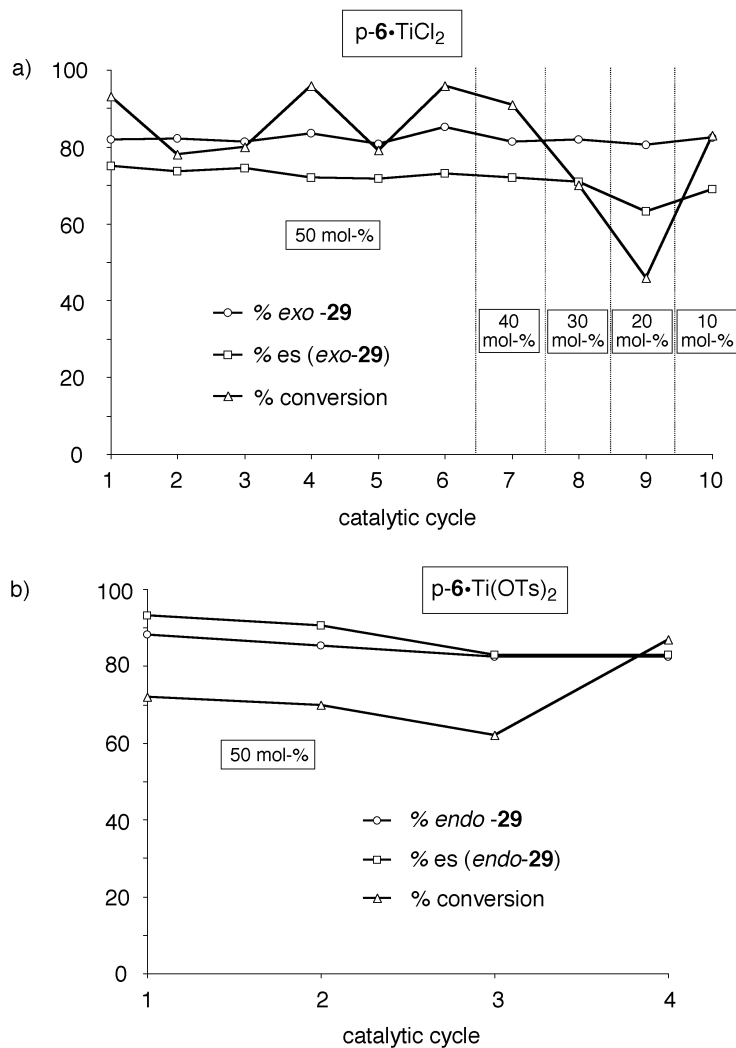 p-6•TiCl2
a)
100
80
60
40
20
0
50 mol-%
40 mol-%
30 mol-%
20 mol-%
10 mol-%
% exo -29
% es (exo-29)
% conversion
1 2 3 4 5 6 7 8 9 10
catalytic cycle
p-6•Ti(OTs)2
b)
100
80
60
40
20
0
50 mol-%
% endo -29
% es (endo-29)
% conversion
1 2 3 4
catalytic cycle